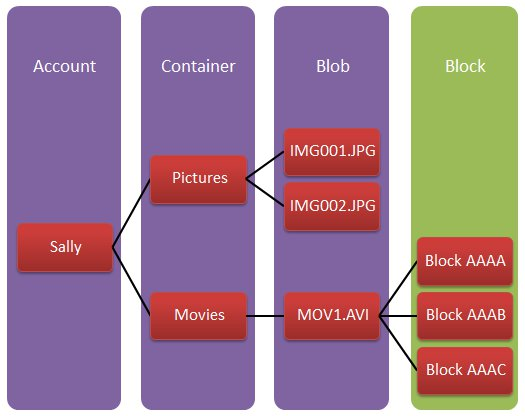 Account
Container
Blob
Block
IMG001.JPG
Pictures
IMG002.JPG
Sally
Block AAAA
Movies
MOV1.AVI
Block AAAB
Block AAAC